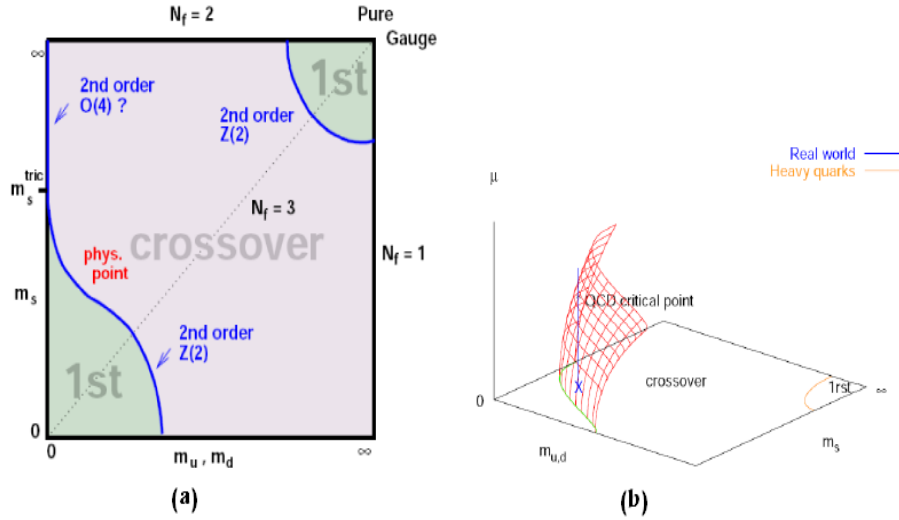 N_f = 2
Pure
Gauge
∞
1st
2nd order
O(4) ?
2nd order
Z(2)
m_s^tric
N_f = 3
crossover
N_f = 1
phys.
point
m_s
2nd order
Z(2)
1st
0
0
m_u , m_d
∞
(a)
Real world
Heavy quarks
μ
QCD critical point
crossover
1rst
∞
0
X
m_s
m_u,d
(b)